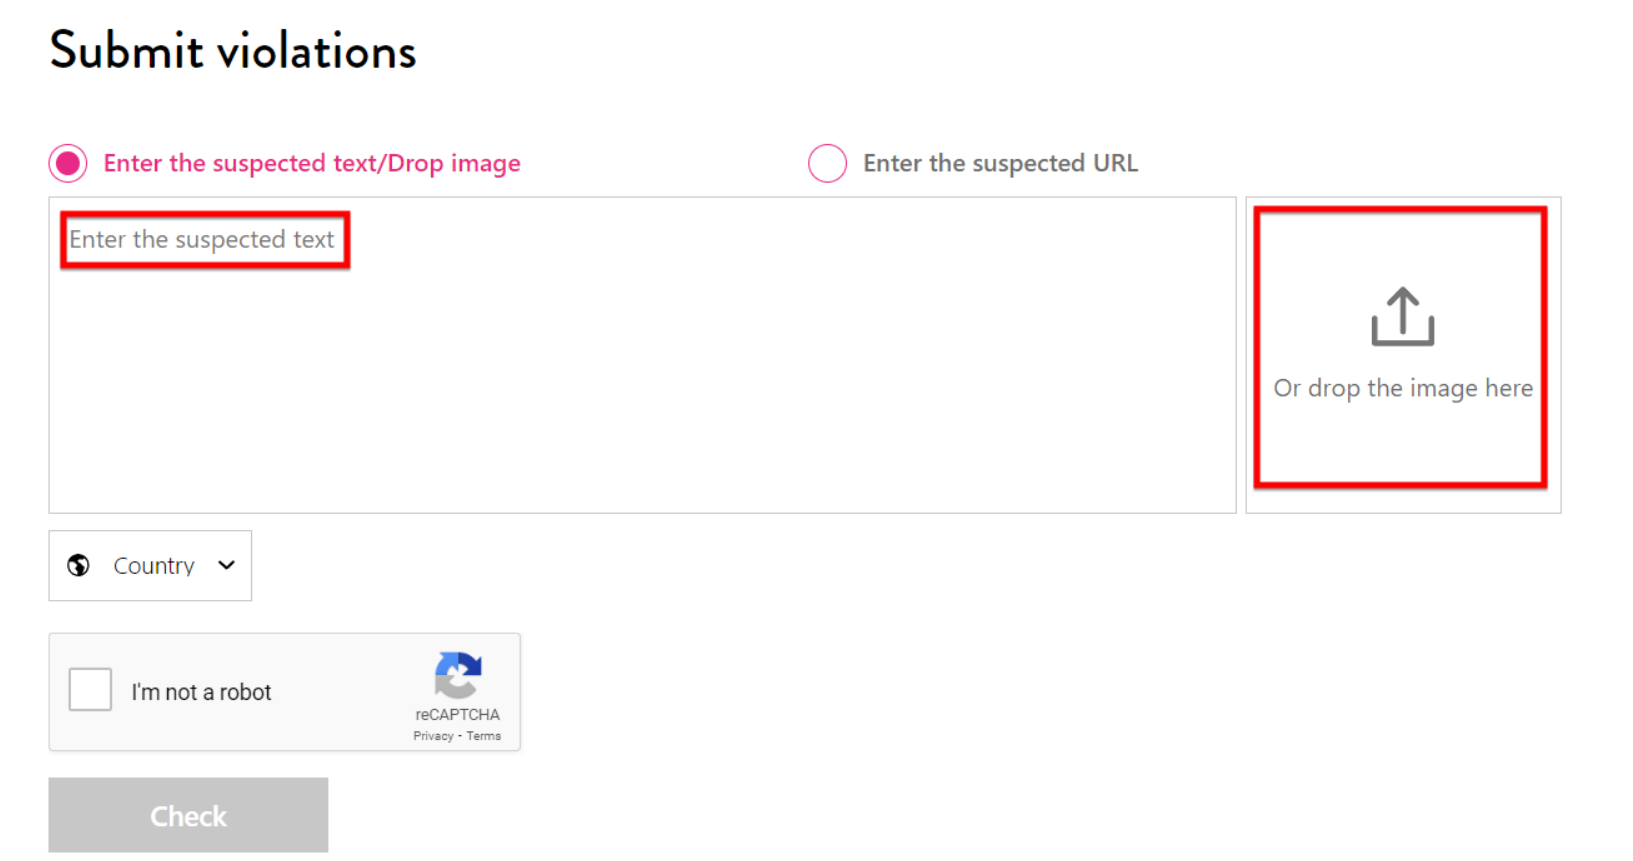 Submit violations
Enter the suspected text/Drop image
Enter the suspected URL
Enter the suspected text
Or drop the image here
Country
I'm not a robot
reCAPTCHA
Privacy - Terms
Check